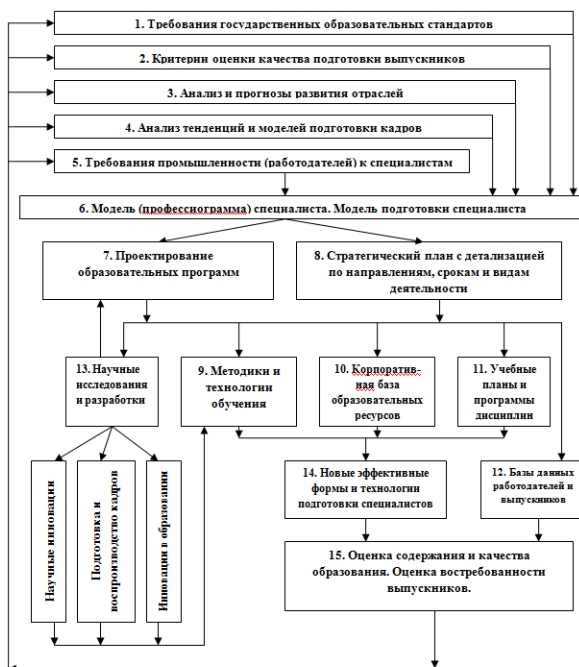 1. Требования государственных образовательных стандартов
2. Критерии оценки качества подготовки выпускников
3. Анализ и прогнозы развития отраслей
4. Анализ тенденций и моделей подготовки кадров
5. Требования промышленности (работодателей) к специалистам
6. Модель (профессиограмма) специалиста. Модель подготовки специалиста
7. Проектирование
образовательных программ
8. Стратегический план с детализацией
по направлениям, срокам и видам
деятельности
13. Научные
исследования
и разработки
9. Методики и
технологии
обучения
10. Корпоратив-
ная база
образовательных
ресурсов
11. Учебные
планы и
программы
дисциплин
14. Новые эффективные
формы и технологии
подготовки специалистов
12. Базы данных
работодателей и
выпускников
Научные инновации
Подготовка и
воспроизводство кадров
Инновации в образовании
15. Оценка содержания и качества
образования. Оценка востребованности
выпускников.